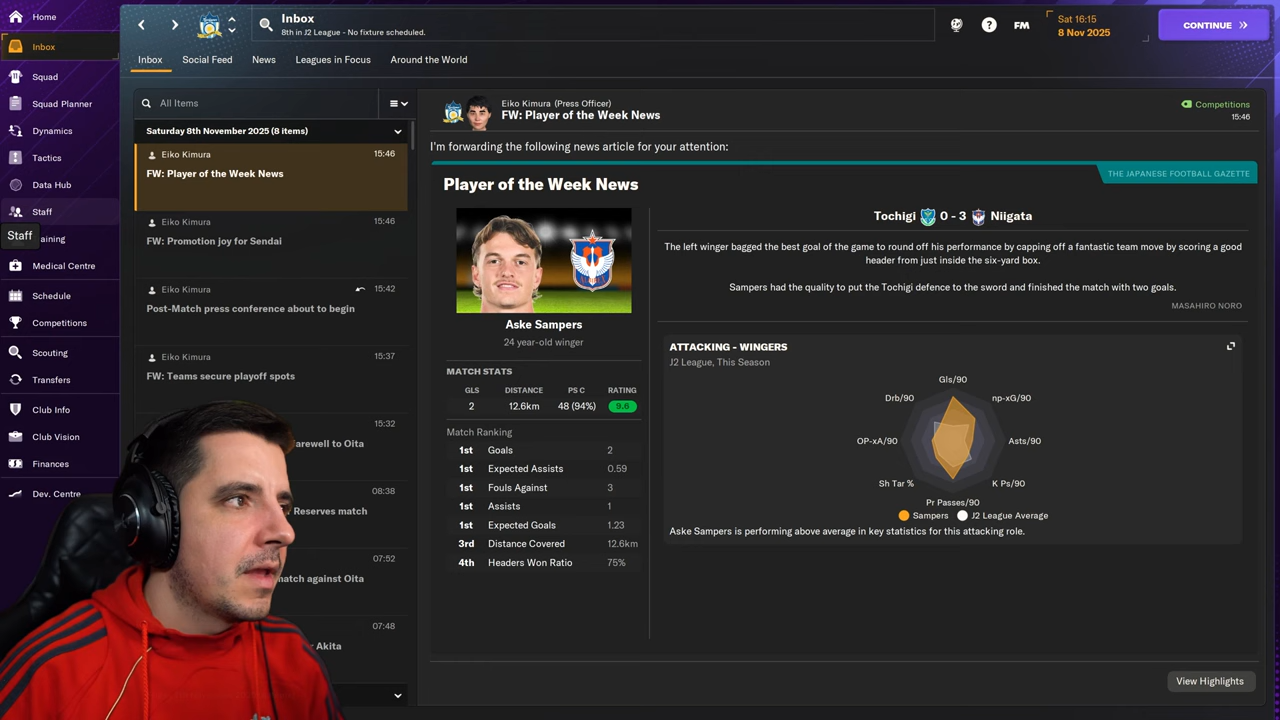 Home
Inbox
Squad
Squad Planner
Dynamics
Tactics
Data Hub
Staff
Staff
aining
Medical Centre
Schedule
Competitions
Scouting
Transfers
Club Info
Club Vision
Finances
Dev. Centre
Inbox
8th in J2 League - No fixture scheduled.
FM
Sat 16:15
8 Nov 2025
CONTINUE
Inbox
Social Feed
News
Leagues in Focus
Around the World
All Items
Saturday 8th November 2025 (8 items)
Eiko Kimura 15:46
FW: Player of the Week News
Eiko Kimura 15:46
FW: Promotion joy for Sendai
Eiko Kimura 15:42
Post-Match press conference about to begin
Eiko Kimura 15:37
FW: Teams secure playoff spots
15:32
arewell to Oita
08:38
Reserves match
07:52
match against Oita
07:48
Akita
Eiko Kimura (Press Officer)
FW: Player of the Week News
Competitions
15:46
I'm forwarding the following news article for your attention:
THE JAPANESE FOOTBALL GAZETTE
Player of the Week News
Aske Sampers
24 year-old winger
MATCH STATS
GLS DISTANCE PS C RATING
2 12.6km 48 (94%) 9.6
Match Ranking
1st Goals 2
1st Expected Assists 0.59
1st Fouls Against 3
1st Assists 1
1st Expected Goals 1.23
3rd Distance Covered 12.6km
4th Headers Won Ratio 75%
Tochigi 0 - 3 Niigata
The left winger bagged the best goal of the game to round off his performance by capping off a fantastic team move by scoring a good
header from just inside the six-yard box.
Sampers had the quality to put the Tochigi defence to the sword and finished the match with two goals.
MASAHIRO NORO
ATTACKING - WINGERS
J2 League, This Season
Gls/90
Drb/90
np-xG/90
OP-xA/90
Asts/90
Sh Tar %
K Ps/90
Pr Passes/90
Sampers
J2 League Average
Aske Sampers is performing above average in key statistics for this attacking role.
View Highlights